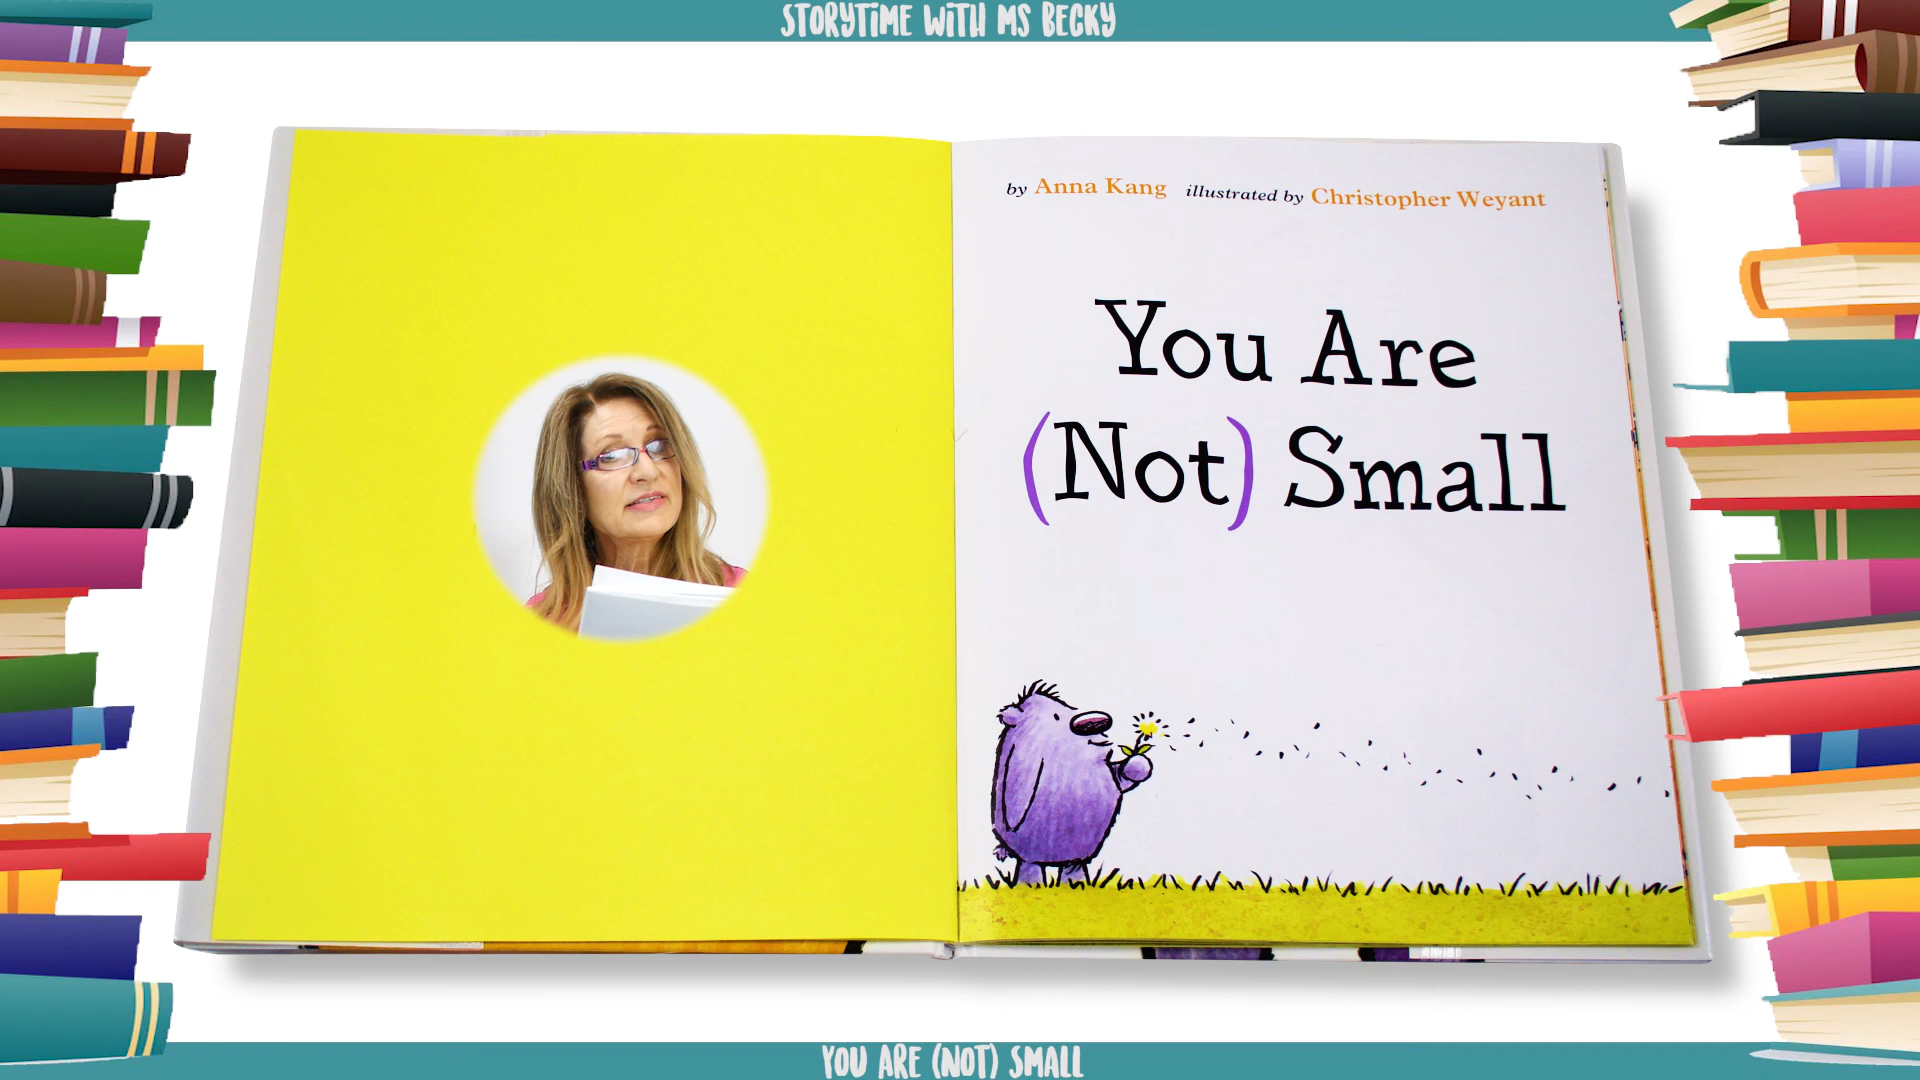 STORYTIME WITH MS BECKY
by Anna Kang illustrated by Christopher Weyant
You Are
(Not) Small
YOU ARE (NOT) SMALL